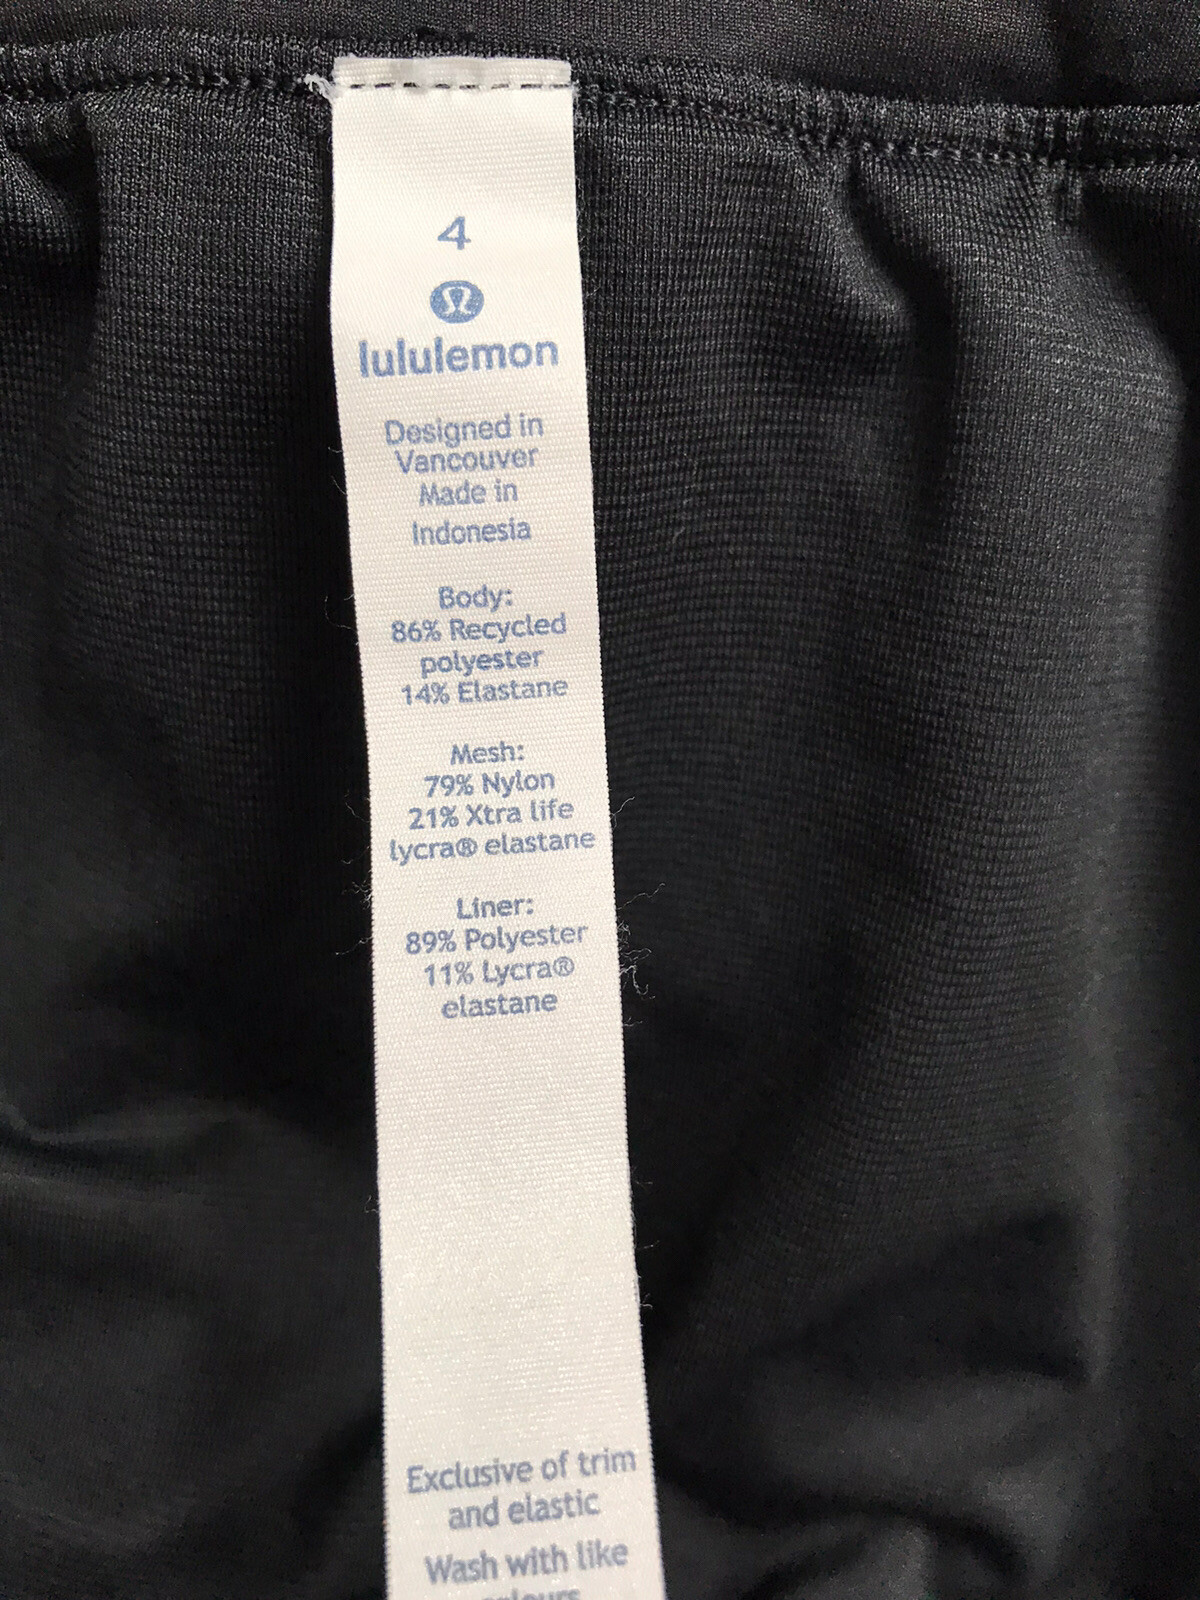 4
lululemon
Designed in
Vancouver
Made in
Indonesia
Body:
86% Recycled
polyester
14% Elastane
Mesh:
79% Nylon
21% Xtra life
lycra® elastane
Liner:
89% Polyester
11% Lycra®
elastane
Exclusive of trim
and elastic
Wash with like
colours